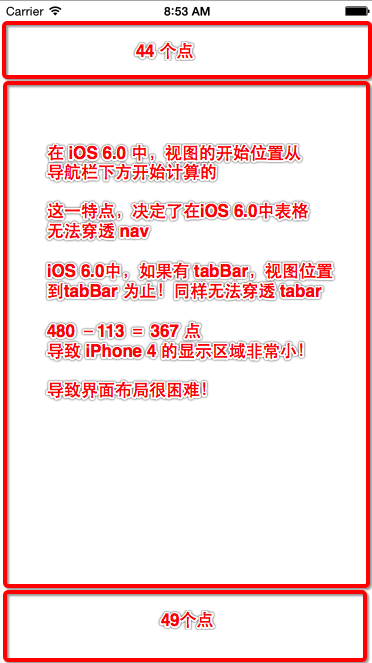 Carrier 8:53 AM
44 个点
在 iOS 6.0 中，视图的开始位置从
导航栏下方开始计算的
这一特点，决定了在iOS 6.0中表格
无法穿透 nav
iOS 6.0中，如果有 tabBar，视图位置
到tabBar 为止！同样无法穿透 tabar
480 －113 ＝ 367 点
导致 iPhone 4 的显示区域非常小！
导致界面布局很困难！
49个点